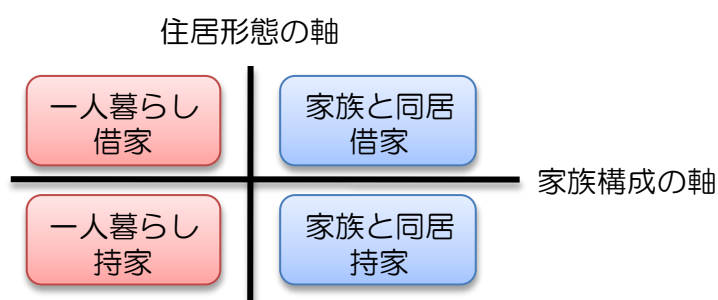 住居形態の軸
一人暮らし
借家
家族と同居
借家
家族構成の軸
一人暮らし
持家
家族と同居
持家